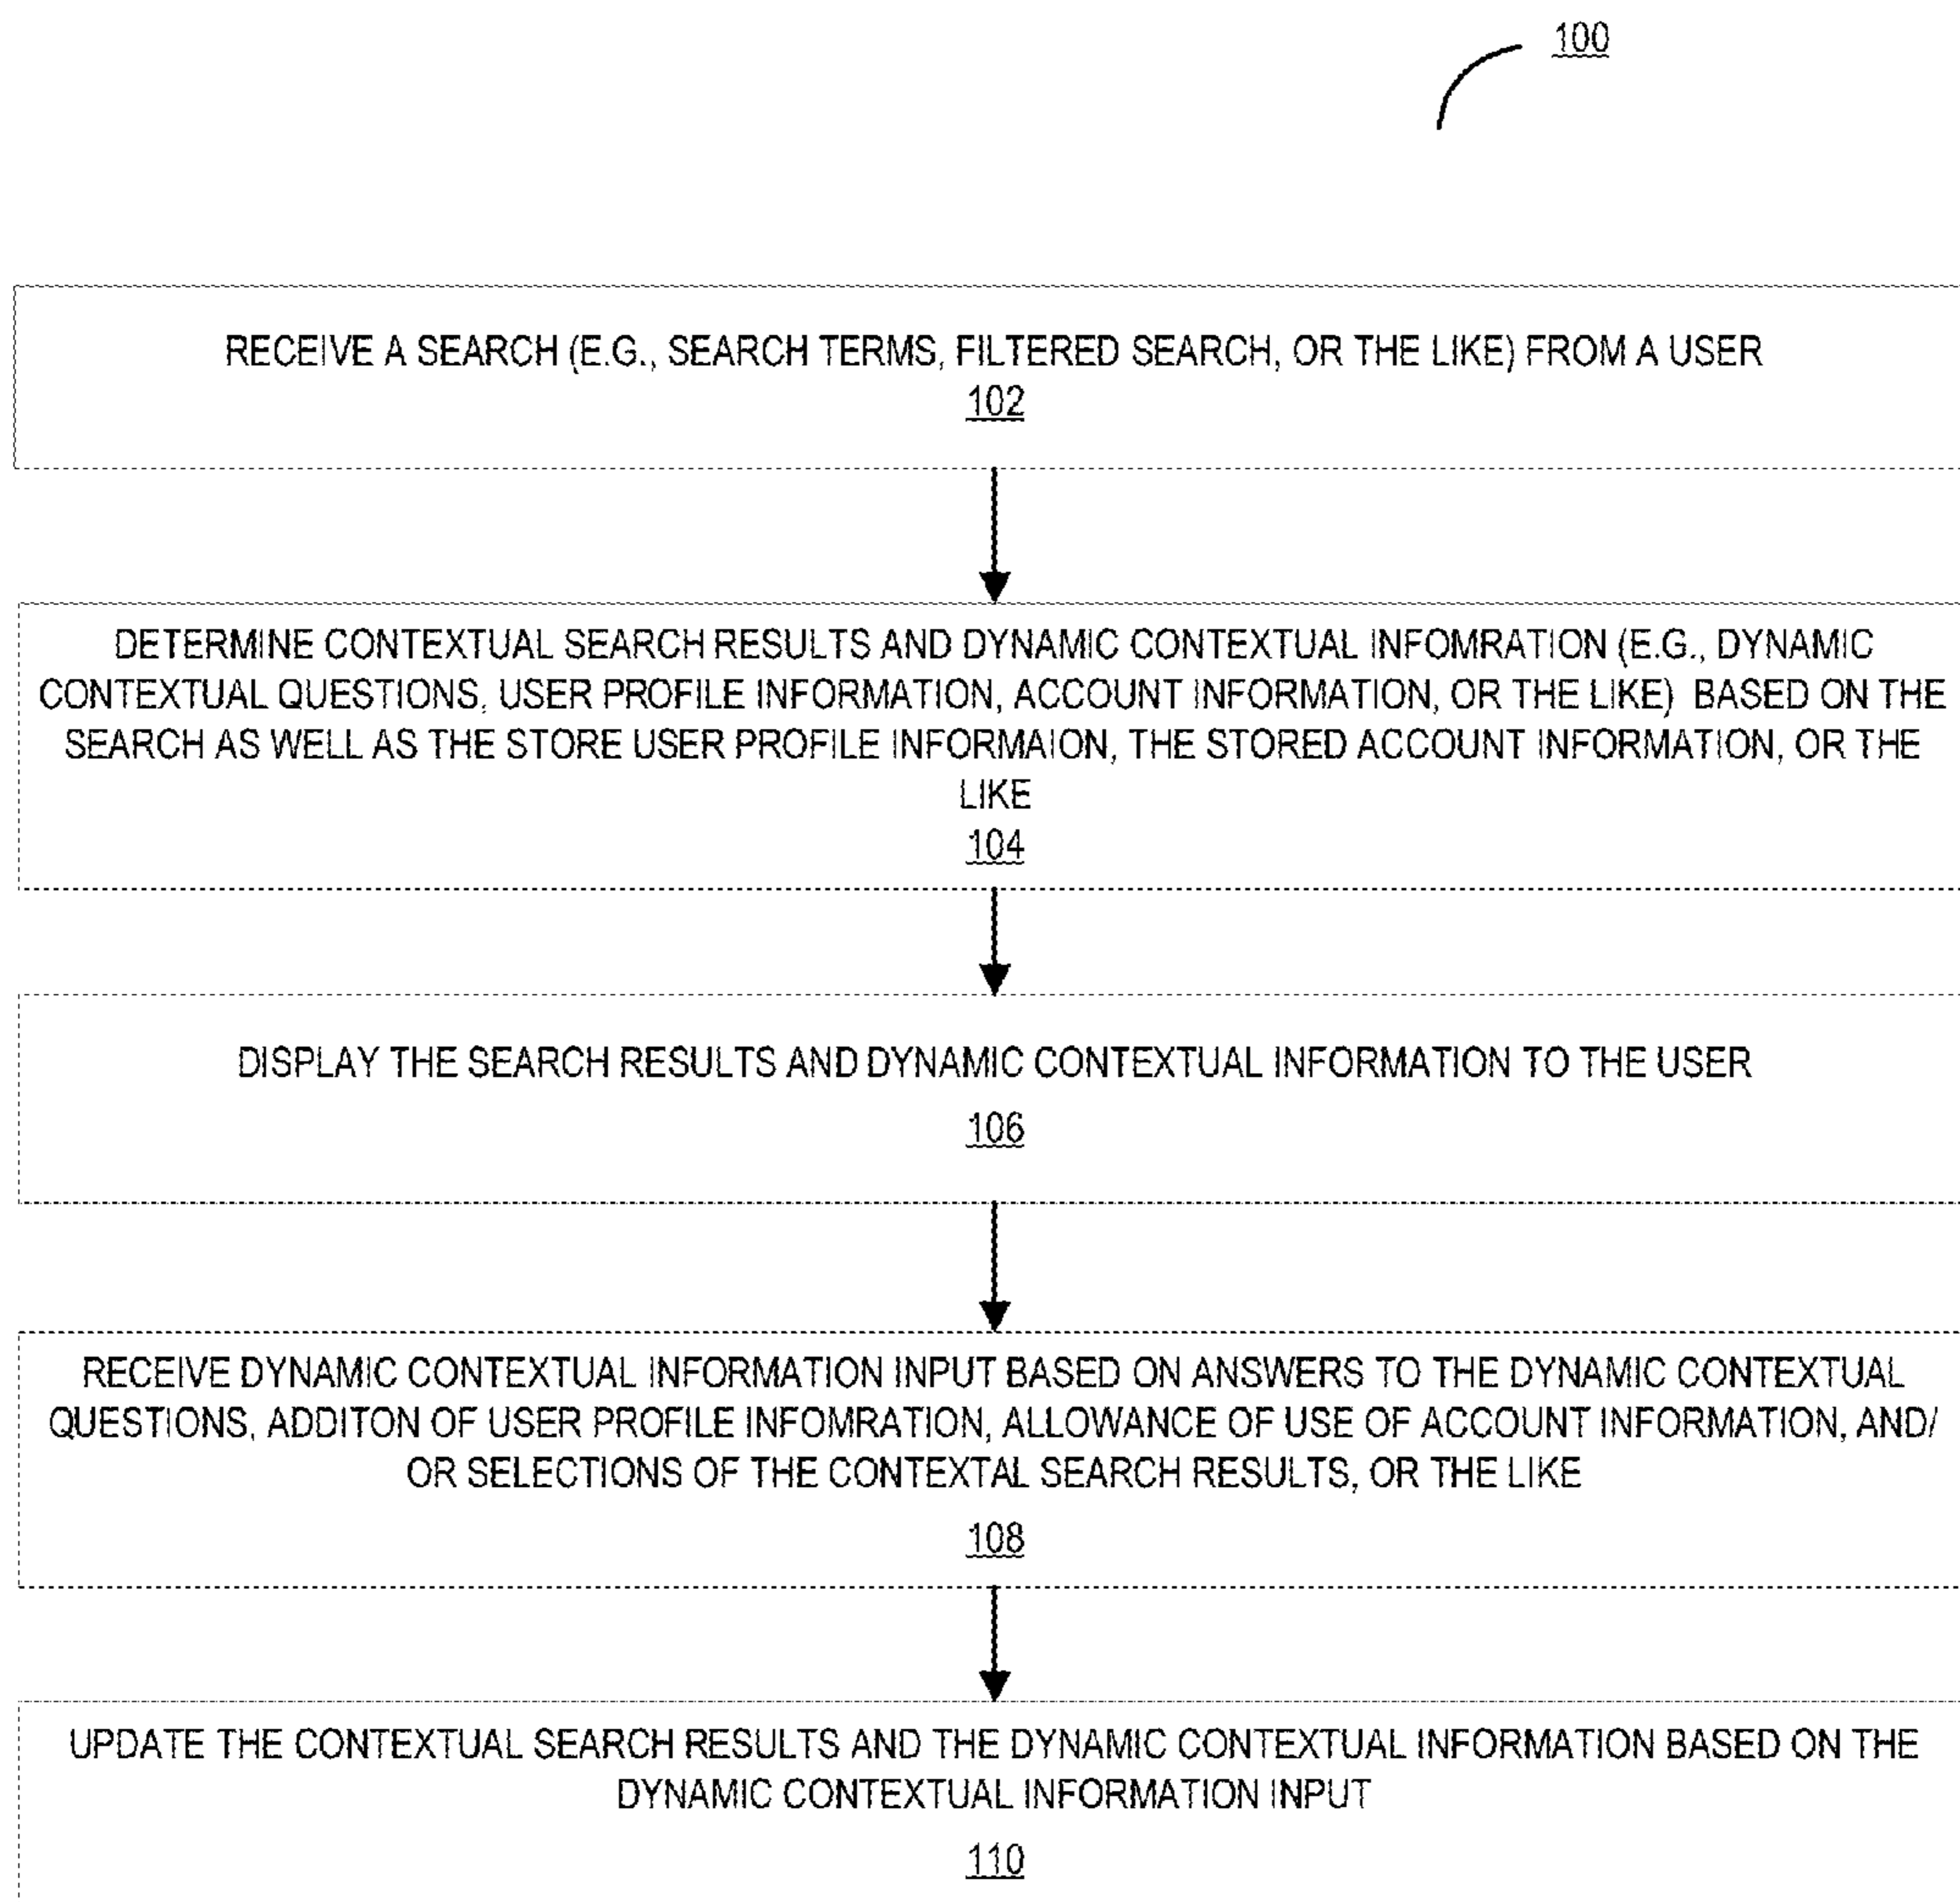 100
RECEIVE A SEARCH (E.G., SEARCH TERMS, FILTERED SEARCH, OR THE LIKE) FROM A USER
102
DETERMINE CONTEXTUAL SEARCH RESULTS AND DYNAMIC CONTEXTUAL INFOMRATION (E.G., DYNAMIC
CONTEXTUAL QUESTIONS, USER PROFILE INFORMATION, ACCOUNT INFORMATION, OR THE LIKE) BASED ON THE
SEARCH AS WELL AS THE STORE USER PROFILE INFORMAION, THE STORED ACCOUNT INFORMATION, OR THE
LIKE
104
DISPLAY THE SEARCH RESULTS AND DYNAMIC CONTEXTUAL INFORMATION TO THE USER
106
RECEIVE DYNAMIC CONTEXTUAL INFORMATION INPUT BASED ON ANSWERS TO THE DYNAMIC CONTEXTUAL
QUESTIONS, ADDITON OF USER PROFILE INFOMRATION, ALLOWANCE OF USE OF ACCOUNT INFORMATION, AND/
OR SELECTIONS OF THE CONTEXTAL SEARCH RESULTS, OR THE LIKE
108
UPDATE THE CONTEXTUAL SEARCH RESULTS AND THE DYNAMIC CONTEXTUAL INFORMATION BASED ON THE
DYNAMIC CONTEXTUAL INFORMATION INPUT
110